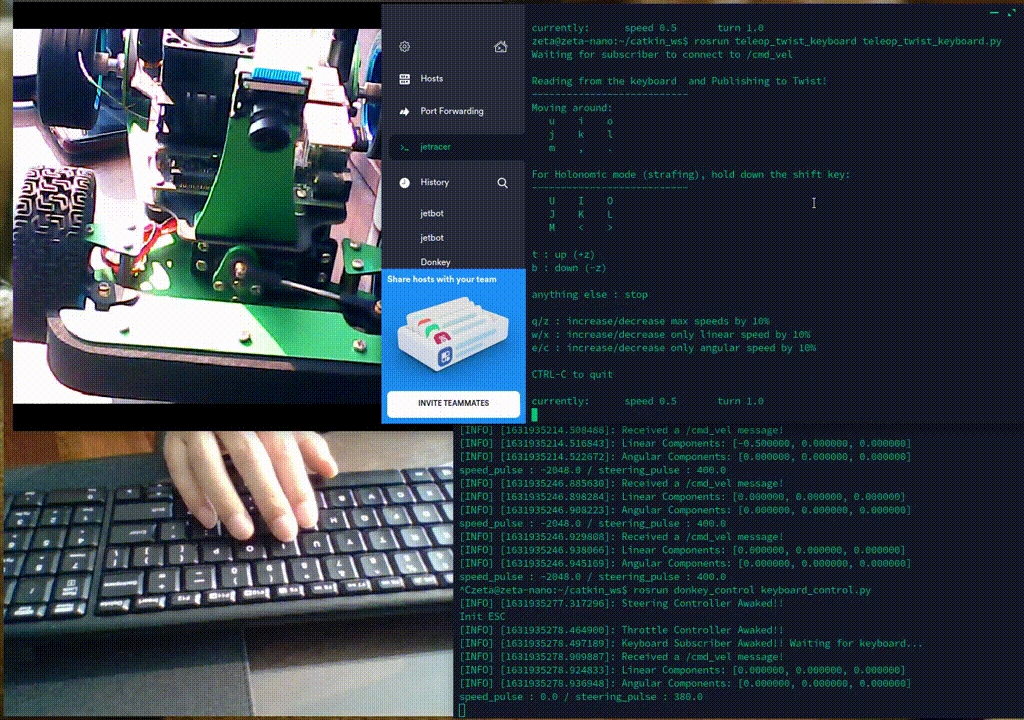 Hosts
Port Forwarding
jetracer
History
jetbot
jetbot
Donkey
Share hosts with your team
INVITE TEAMMATES
currently:      speed 0.5       turn 1.0
zeta@zeta-nano:~/catkin_ws$ rosrun teleop_twist_keyboard teleop_twist_keyboard.py
Waiting for subscriber to connect to /cmd_vel
Reading from the keyboard  and Publishing to Twist!
---------------------------
Moving around:
u    i    o
j    k    l
m    ,    .
For Holonomic mode (strafing), hold down the shift key:
---------------------------
U    I    O
J    K    L
M    <    >
t : up (+z)
b : down (-z)
anything else : stop
q/z : increase/decrease max speeds by 10%
w/x : increase/decrease only linear speed by 10%
e/c : increase/decrease only angular speed by 10%
CTRL-C to quit
currently:      speed 0.5       turn 1.0
[INFO] [1631935214.508488]: Received a /cmd_vel message!
[INFO] [1631935214.516843]: Linear Components: [-0.500000, 0.000000, 0.000000]
[INFO] [1631935214.522672]: Angular Components: [0.000000, 0.000000, 0.000000]
speed_pulse : -2048.0 / steering_pulse : 400.0
[INFO] [1631935246.885630]: Received a /cmd_vel message!
[INFO] [1631935246.898284]: Linear Components: [0.000000, 0.000000, 0.000000]
[INFO] [1631935246.908223]: Angular Components: [0.000000, 0.000000, 0.000000]
speed_pulse : -2048.0 / steering_pulse : 400.0
[INFO] [1631935246.929808]: Received a /cmd_vel message!
[INFO] [1631935246.938066]: Linear Components: [0.000000, 0.000000, 0.000000]
[INFO] [1631935246.945169]: Angular Components: [0.000000, 0.000000, 0.000000]
speed_pulse : -2048.0 / steering_pulse : 400.0
^Czeta@zeta-nano:~/catkin_ws$ rosrun donkey_control keyboard_control.py
[INFO] [1631935277.317296]: Steering Controller Awaked!!
Init ESC
[INFO] [1631935278.464900]: Throttle Controller Awaked!!
[INFO] [1631935278.497189]: Keyboard Subscriber Awaked!! Waiting for keyboard...
[INFO] [1631935278.909887]: Received a /cmd_vel message!
[INFO] [1631935278.924833]: Linear Components: [0.000000, 0.000000, 0.000000]
[INFO] [1631935278.936948]: Angular Components: [0.000000, 0.000000, 0.000000]
speed_pulse : 0.0 / steering_pulse : 380.0